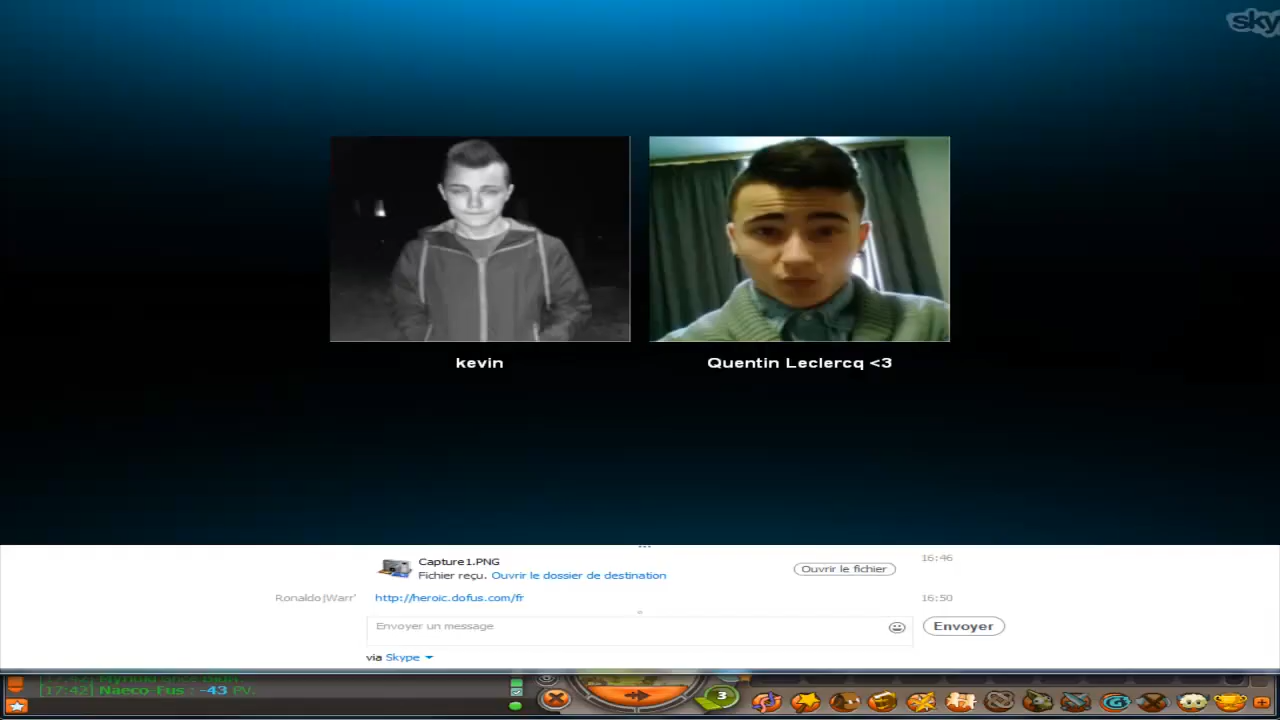 sky
kevin
Quentin Leclercq <3
Capture1.PNG
Fichier reçu. Ouvrir le dossier de destination
Ouvrir le fichier
16:46
Ronaldo|Warr'
http://heroic.dofus.com/fr
16:50
Envoyer un message
Envoyer
via Skype
[17:42] Naeco Fus : -43 PV.
3